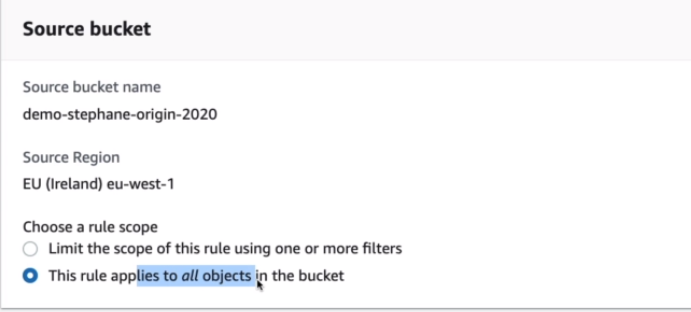 Source bucket
Source bucket name
demo-stephane-origin-2020
Source Region
EU (Ireland) eu-west-1
Choose a rule scope
Limit the scope of this rule using one or more filters
This rule applies to all objects in the bucket